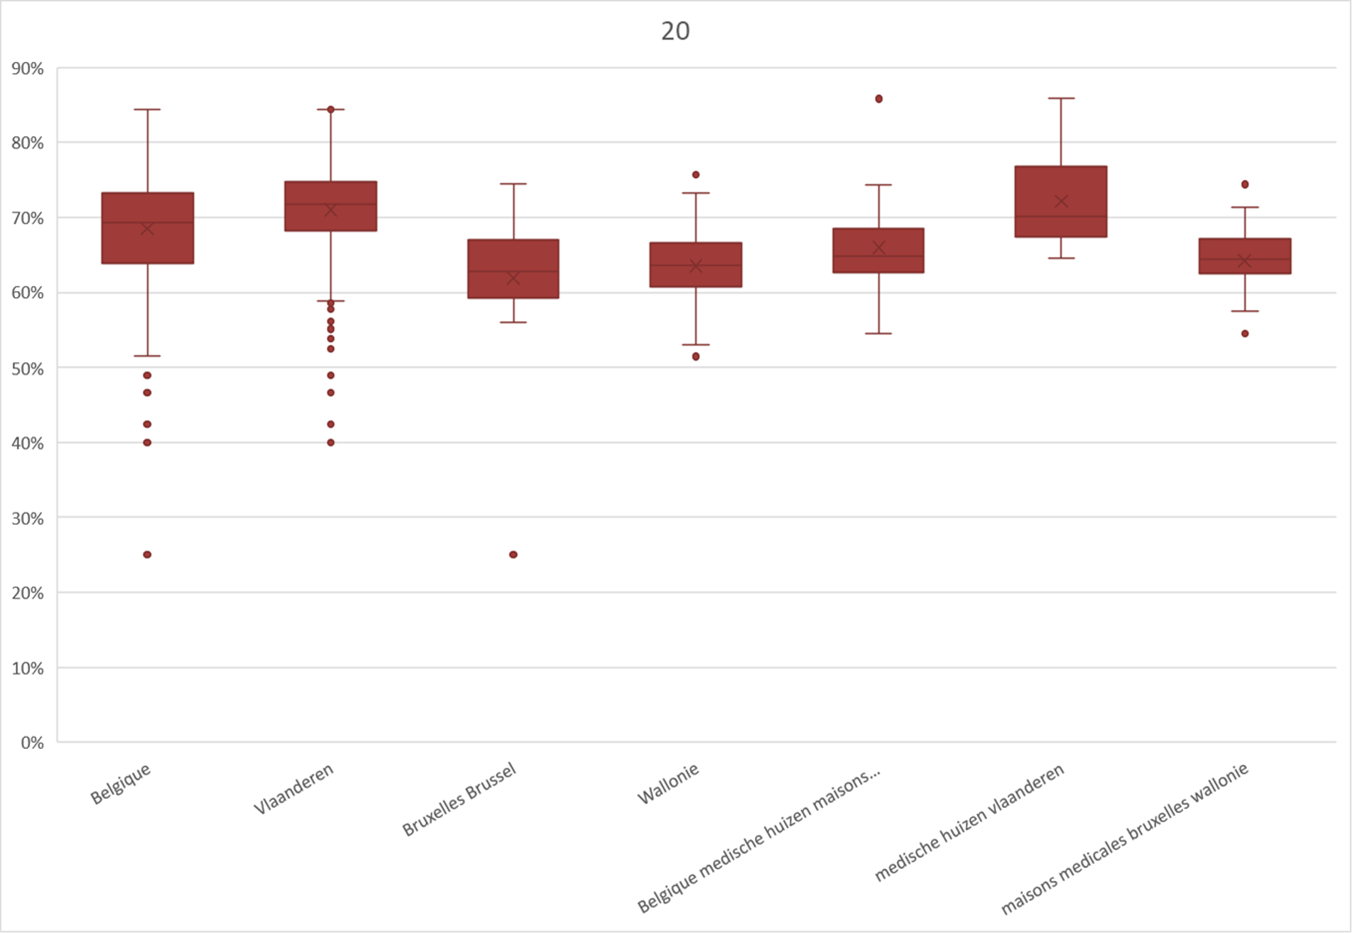 20
90%
80%
70%
60%
50%
40%
30%
20%
10%
0%
Belgique
Vlaanderen
Bruxelles Brussel
Wallonie
Belgique medische huizen maisons...
medische huizen vlaanderen
maisons medicales bruxelles wallonie